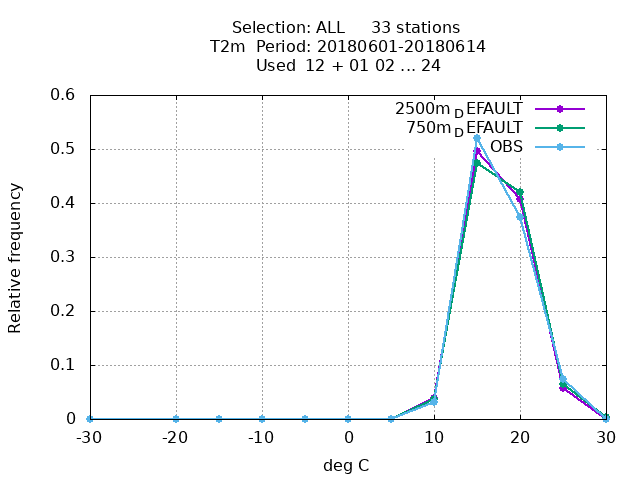 Selection: ALL 33 stations
T2m Period: 20180601-20180614
Used 12 + 01 02 ... 24
2500m_DEFAULT
750m_DEFAULT
OBS
0.6
0.5
0.4
0.3
0.2
0.1
0
Relative frequency
-30 -20 -10 0 10 20 30
deg C